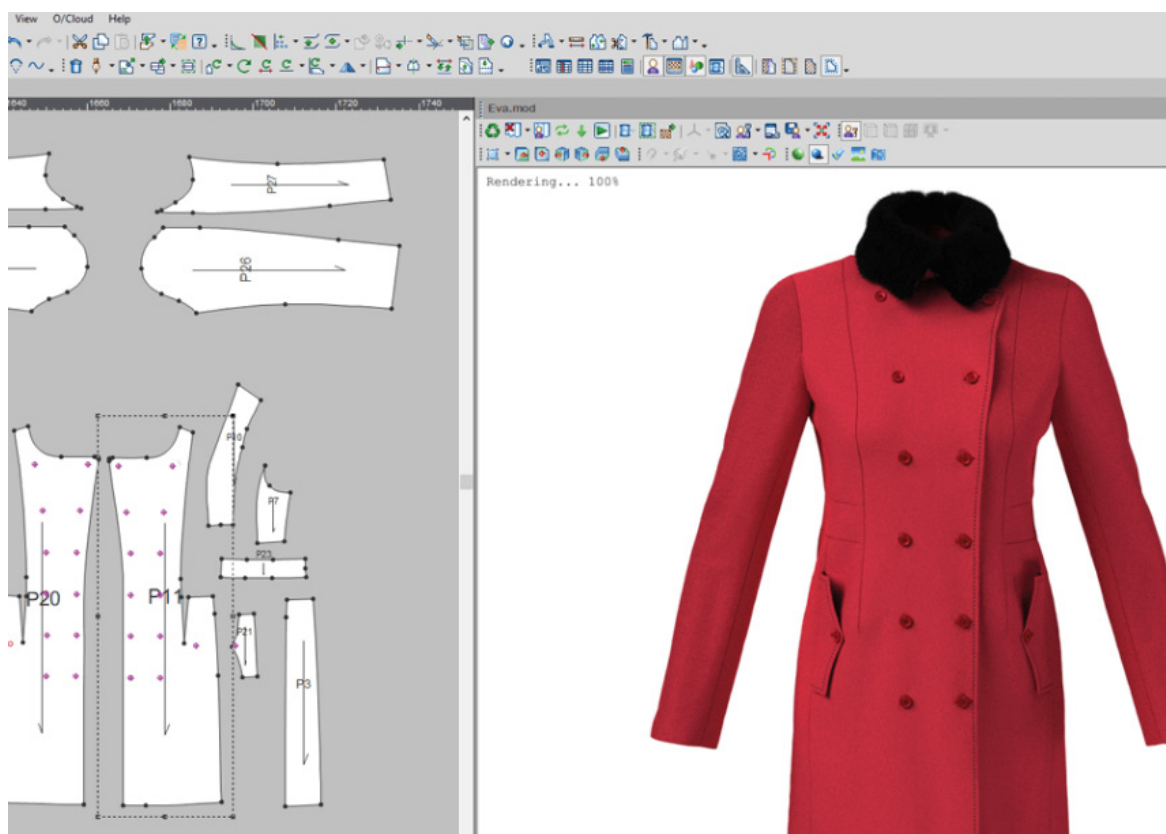 View O/Cloud Help
1640 1660 1680 1700 1720 1740
Eva.mod
Rendering... 100%
P27
P26
P7
P23
P20
P11
P21
P3